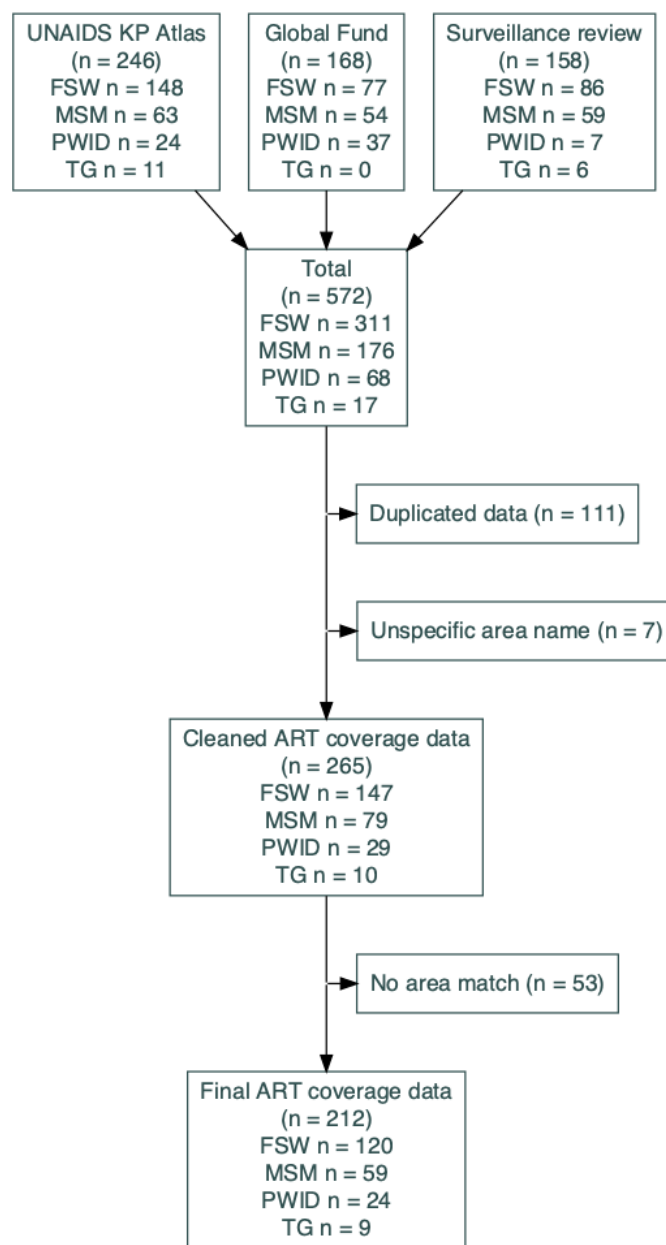 UNAIDS KP Atlas
(n = 246)
FSW n = 148
MSM n = 63
PWID n = 24
TG n = 11
Global Fund
(n = 168)
FSW n = 77
MSM n = 54
PWID n = 37
TG n = 0
Surveillance review
(n = 158)
FSW n = 86
MSM n = 59
PWID n = 7
TG n = 6
Total
(n = 572)
FSW n = 311
MSM n = 176
PWID n = 68
TG n = 17
Duplicated data (n = 111)
Unspecific area name (n = 7)
Cleaned ART coverage data
(n = 265)
FSW n = 147
MSM n = 79
PWID n = 29
TG n = 10
No area match (n = 53)
Final ART coverage data
(n = 212)
FSW n = 120
MSM n = 59
PWID n = 24
TG n = 9